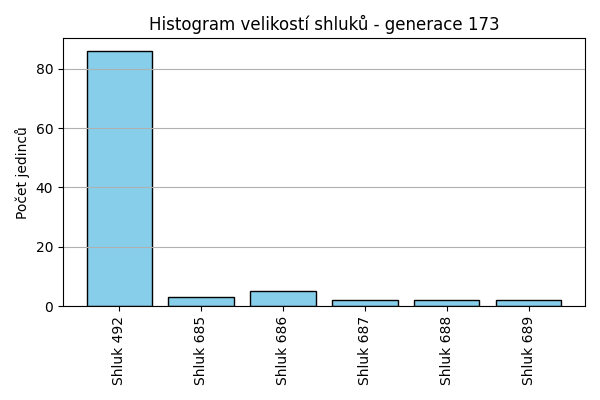 Histogram velikostí shluků - generace 173
Počet jedinců
80
60
40
20
0
Shluk 492
Shluk 685
Shluk 686
Shluk 687
Shluk 688
Shluk 689